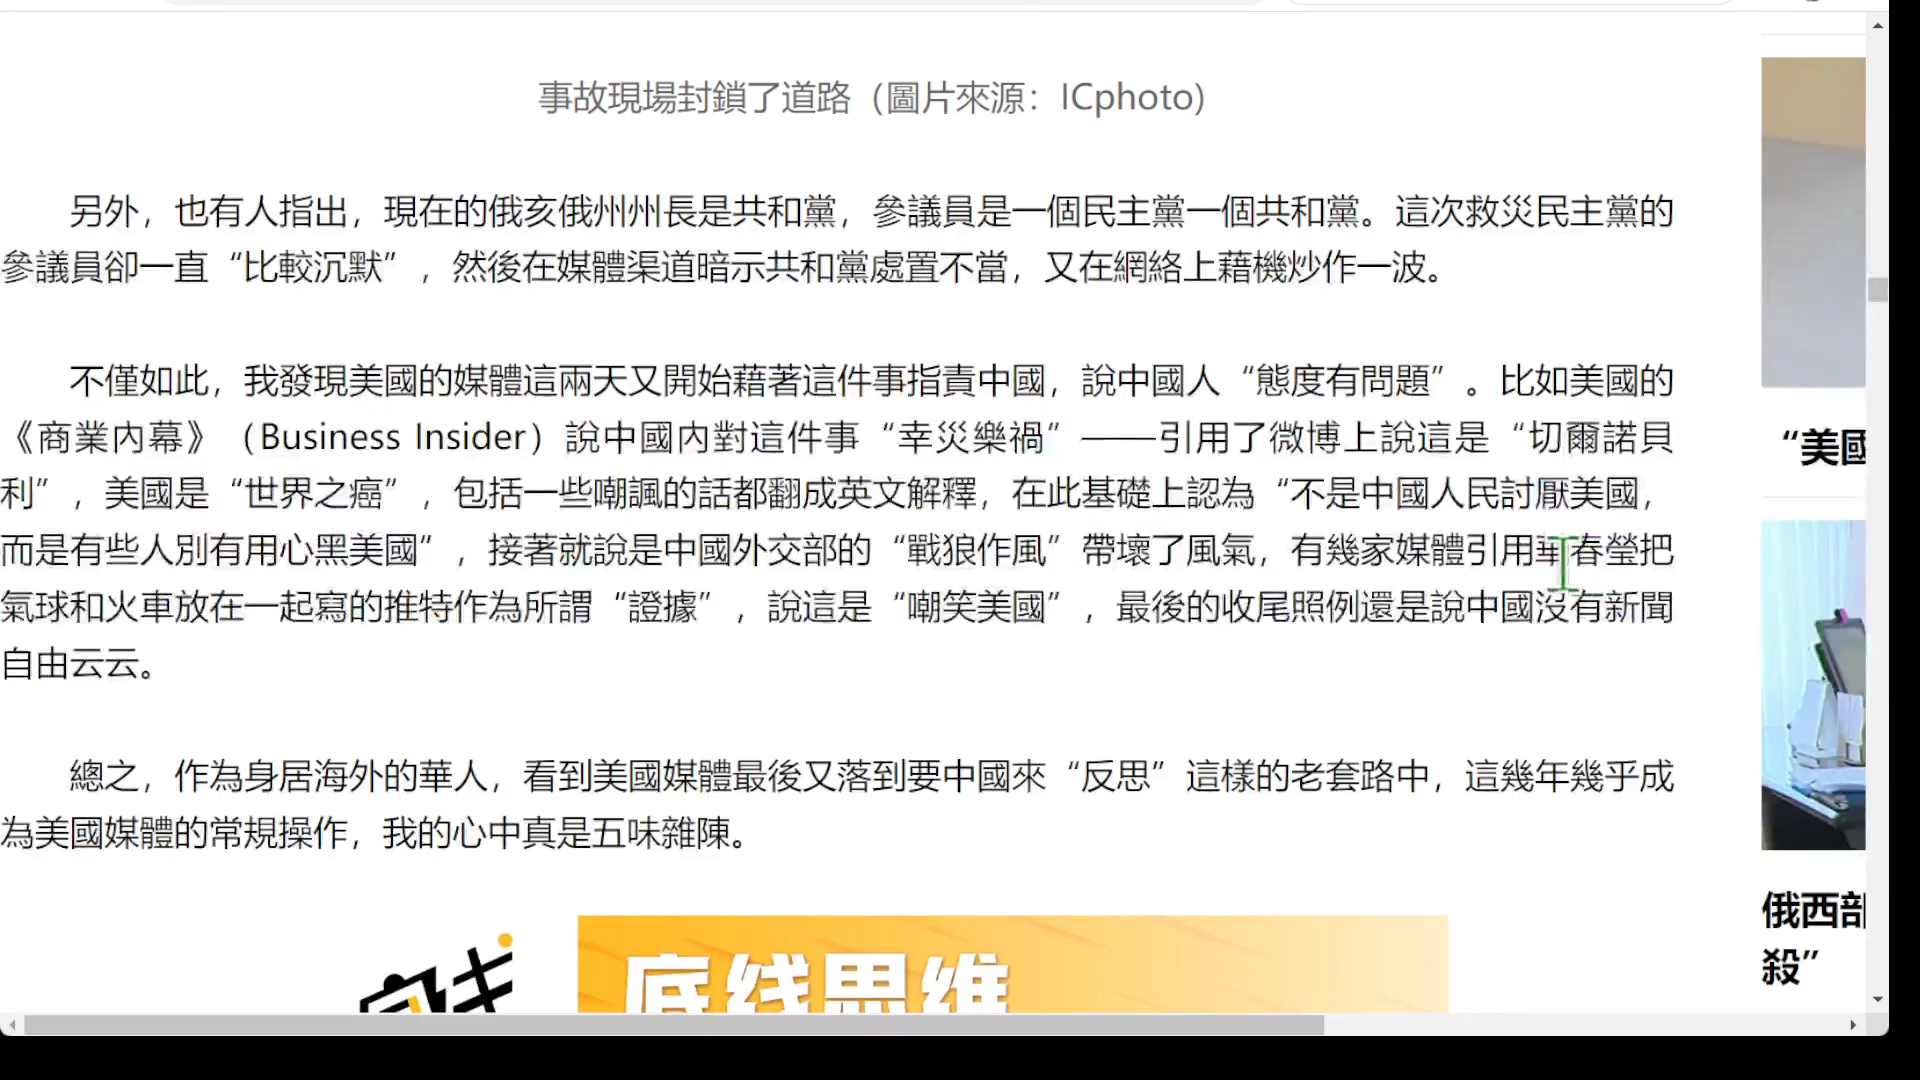 事故現場封鎖了道路（圖片來源：ICphoto)
另外，也有人指出，現在的俄亥俄州州長是共和黨，參議員是一個民主黨一個共和黨。這次救災民主黨的
參議員卻一直“比較沉默”，然後在媒體渠道暗示共和黨處置不當，又在網絡上藉機炒作一波。
不僅如此，我發現美國的媒體這兩天又開始藉著這件事指責中國，說中國人“態度有問題”。比如美國的
《商業內幕》（Business Insider）說中國內對這件事“幸災樂禍”——引用了微博上說這是“切爾諾貝
利”，美國是“世界之癌”，包括一些嘲諷的話都翻成英文解釋，在此基礎上認為“不是中國人民討厭美國，
而是有些人別有用心黑美國”，接著就說是中國外交部的“戰狼作風”帶壞了風氣，有幾家媒體引用華春瑩把
氣球和火車放在一起寫的推特作為所謂“證據”，說這是“嘲笑美國”，最後的收尾照例還是說中國沒有新聞
自由云云。
總之，作為身居海外的華人，看到美國媒體最後又落到要中國來“反思”這樣的老套路中，這幾年幾乎成
為美國媒體的常規操作，我的心中真是五味雜陳。
底线思维
“美國
俄西部
殺”